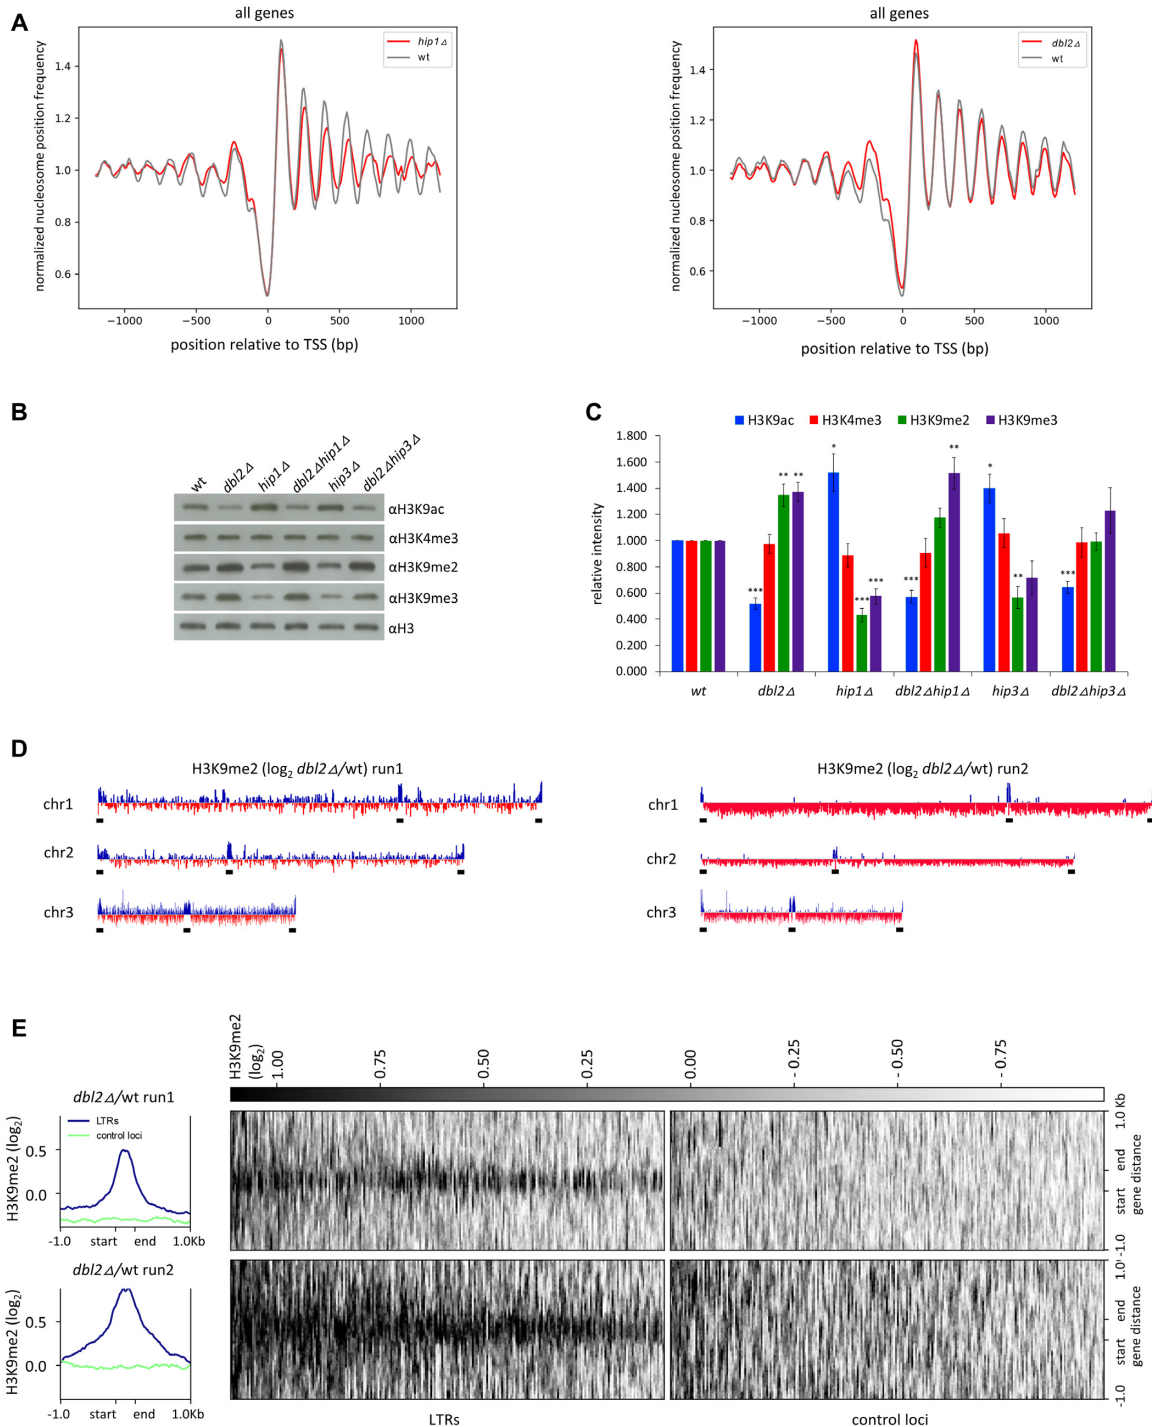 A
all genes
normalized nucleosome position frequency
1.4
1.2
1.0
0.8
0.6
hip1Δ
wt
−1000
−500
0
500
1000
position relative to TSS (bp)
all genes
normalized nucleosome position frequency
1.4
1.2
1.0
0.8
0.6
dbl2Δ
wt
−1000
−500
0
500
1000
position relative to TSS (bp)
B
wt
dbl2Δ
hip1Δ
dbl2Δhip1Δ
hip3Δ
dbl2Δhip3Δ
αH3K9ac
αH3K4me3
αH3K9me2
αH3K9me3
αH3
C
H3K9ac H3K4me3 H3K9me2 H3K9me3
relative intensity
1.800
1.600
1.400
1.200
1.000
0.800
0.600
0.400
0.200
0.000
*** ** **
* *** ***
*** **
* **
***
wt dbl2Δ hip1Δ dbl2Δhip1Δ hip3Δ dbl2Δhip3Δ
D
H3K9me2 (log2 dbl2Δ/wt) run1
chr1
chr2
chr3
H3K9me2 (log2 dbl2Δ/wt) run2
chr1
chr2
chr3
E
H3K9me2
(log2)
1.00
0.75
0.50
0.25
0.00
- 0.25
- 0.50
- 0.75
dbl2Δ/wt run1
H3K9me2 (log2)
LTRs
control loci
0.5
0.0
-1.0 start end 1.0Kb
1.0 Kb
end
start
-1.0
gene distance
dbl2Δ/wt run2
H3K9me2 (log2)
0.5
0.0
-1.0 start end 1.0Kb
1.0
end
start
-1.0
gene distance
LTRs
control loci